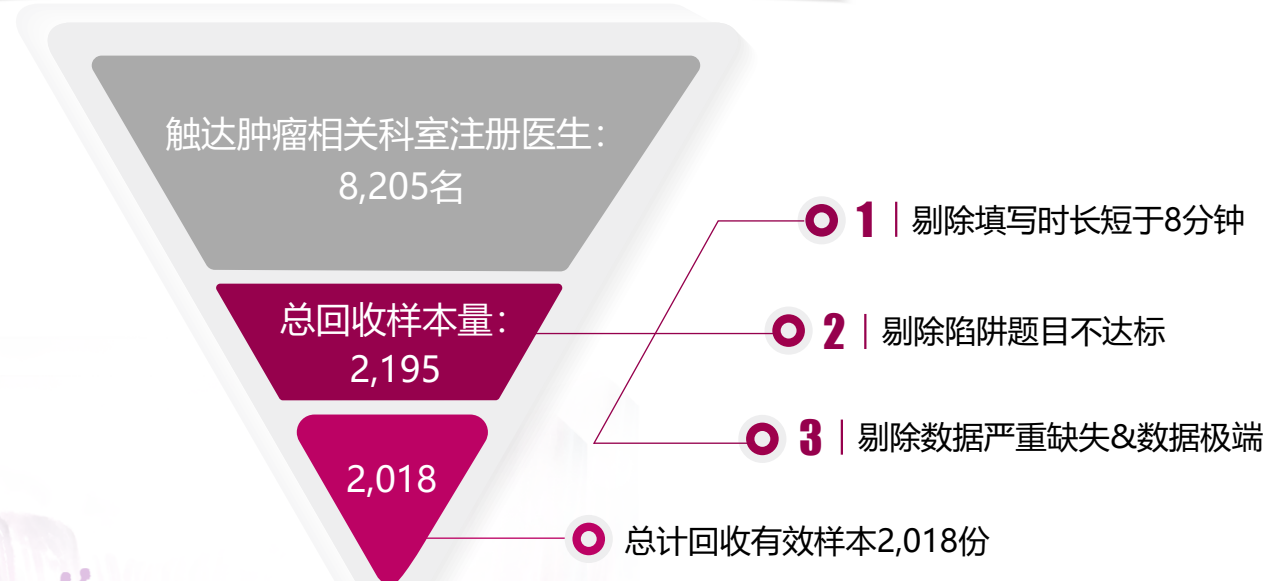 触达肿瘤相关科室注册医生：
8,205名
1 剔除填写时长短于8分钟
总回收样本量：
2,195
2 剔除陷阱题目不达标
3 剔除数据严重缺失&数据极端
2,018
总计回收有效样本2,018份